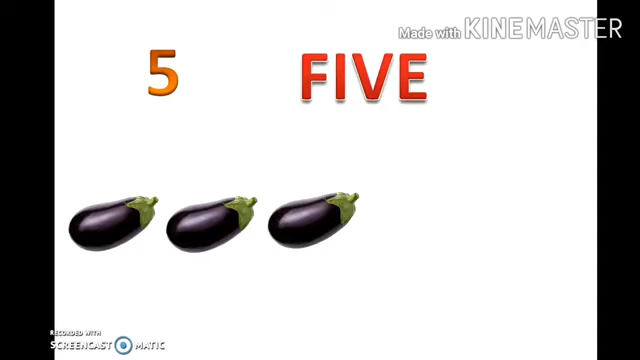 Made with KINEMASTER
5 FIVE
RECORDED WITH
SCREENCAST MATIC